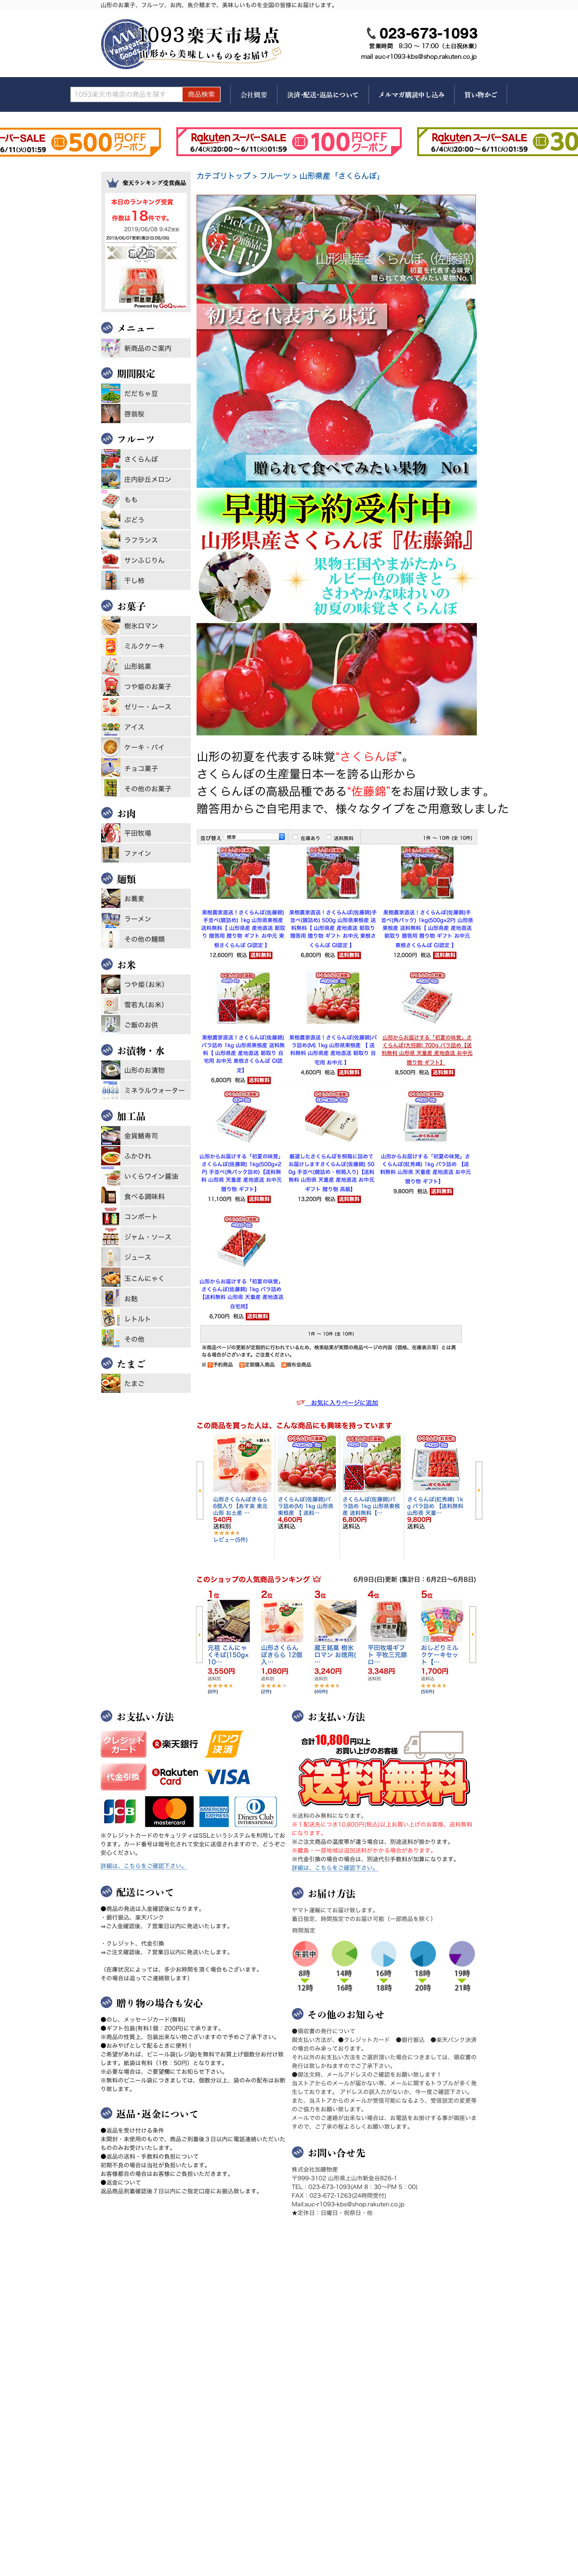 山形のお菓子、フルーツ、お肉、魚介類まで、美味しいものを全国の皆様にお届けします。
1093楽天市場店
山形から美味しいものをお届け
Yamagata Goods
023-673-1093
営業時間　8:30 〜 17:00（土日祝休業）
mail auc-r1093-kbs@shop.rakuten.co.jp
1093楽天市場店の商品を探す
商品検索
会社概要
決済・配送・返品について
メルマガ購読申し込み
買い物かご
500円OFFクーポン
100円OFFクーポン
6/4(火)20:00〜6/11(火)01:59
カテゴリトップ > フルーツ > 山形県産「さくらんぼ」
楽天ランキング受賞商品
本日のランキング受賞
件数は18件です。
2019/06/08 9:42更新
2019/06/07更新(集計日:06/06)
第2位
Powered by GoQSystem
メニュー
新商品のご案内
期間限定
だだちゃ豆
啓翁桜
フルーツ
さくらんぼ
庄内砂丘メロン
もも
ぶどう
ラフランス
サンふじりん
干し柿
お菓子
樹氷ロマン
ミルクケーキ
山形銘菓
つや姫のお菓子
ゼリー・ムース
アイス
ケーキ・パイ
チョコ菓子
その他のお菓子
お肉
平田牧場
ファイン
麺類
お蕎麦
ラーメン
その他の麺類
お米
つや姫(お米)
雪若丸(お米)
ご飯のお供
お漬物・水
山形のお漬物
ミネラルウォーター
加工品
金賞鯖寿司
ふかひれ
いくらワイン醤油
食べる調味料
コンポート
ジャム・ソース
ジュース
玉こんにゃく
お麩
レトルト
その他
たまご
たまご
PICK UP
注目!!
山形県産さくらんぼ（佐藤錦）
初夏を代表する味覚
贈られて食べてみたい果物No.1
初夏を代表する味覚
贈られて食べてみたい果物　No1
早期予約受付中
山形県産さくらんぼ『佐藤錦』
果物王国やまがたから
ルビー色の輝きと
さわやかな味わいの
初夏の味覚さくらんぼ
山形の初夏を代表する味覚“さくらんぼ”。
さくらんぼの生産量日本一を誇る山形から
さくらんぼの高級品種である“佐藤錦”をお届け致します。
贈答用からご自宅用まで、様々なタイプをご用意致しました
並び替え 標準 在庫あり 送料無料 1件 〜 10件 (全 10件)
果樹農家直送！さくらんぼ(佐藤錦)手並べ(鏡詰め) 1kg 山形県東根産 送料無料【 山形県産 産地直送 朝取り 贈答用 贈り物 ギフト お中元 東根さくらんぼ GI認定 】
12,600円 税込 送料無料
果樹農家直送！さくらんぼ(佐藤錦)手並べ(鏡詰め) 500g 山形県東根産 送料無料【 山形県産 産地直送 朝取り 贈答用 贈り物 ギフト お中元 東根さくらんぼ GI認定 】
6,800円 税込 送料無料
果樹農家直送！さくらんぼ(佐藤錦)手並べ(角パック) 1kg(500g×2P) 山形県東根産 送料無料【 山形県産 産地直送 朝取り 贈答用 贈り物 ギフト お中元 東根さくらんぼ GI認定 】
12,000円 税込 送料無料
果樹農家直送！さくらんぼ(佐藤錦)バラ詰め 1kg 山形県東根産 送料無料【 山形県産 産地直送 朝取り 自宅用 お中元 東根さくらんぼ GI認定】
6,800円 税込 送料無料
果樹農家直送！さくらんぼ(佐藤錦)バラ詰め(M) 1kg 山形県東根産 【 送料無料 山形県産 産地直送 朝取り 自宅用 お中元 】
4,600円 税込 送料無料
山形からお届けする「初夏の味覚」さくらんぼ(大将錦) 700g バラ詰め【送料無料 山形県 天童産 産地直送 お中元 贈り物 ギフト】
8,500円 税込 送料無料
山形からお届けする「初夏の味覚」さくらんぼ(佐藤錦) 1kg(500g×2P) 手並べ(角パック詰め)【送料無料 山形県 天童産 産地直送 お中元 贈り物 ギフト】
11,100円 税込 送料無料
厳選したさくらんぼを桐箱に詰めてお届けしますさくらんぼ(佐藤錦) 500g 手並べ(鏡詰め・桐箱入り)【送料無料 山形県 天童産 産地直送 お中元 ギフト 贈り物 高級】
13,200円 税込 送料無料
山形からお届けする「初夏の味覚」さくらんぼ(紅秀峰) 1kg バラ詰め 【送料無料 山形県 天童産 産地直送 お中元 贈り物 ギフト】
9,800円 税込 送料無料
山形からお届けする「初夏の味覚」さくらんぼ(佐藤錦) 1kg バラ詰め【送料無料 山形県 天童産 産地直送 自宅用】
6,700円 税込 送料無料
1件 〜 10件 (全 10件)
※商品ページの更新が定期的に行われているため、検索結果が実際の商品ページの内容（価格、在庫表示等）とは異なる場合がございます。ご注意ください。
※ 予約商品 定期購入商品 頒布会商品
お気に入りページに追加
この商品を買った人は、こんな商品にも興味を持っています
山形さくらんぼきらら 6個入り【あす楽 東北 山形 お土産 …
540円
送料別
レビュー(5件)
さくらんぼ(佐藤錦)バラ詰め(M) 1kg 山形県東根産 【 送料…
4,600円
送料込
さくらんぼ(佐藤錦)バラ詰め 1kg 山形県東根産 送料無料【…
6,800円
送料込
さくらんぼ(紅秀峰) 1kg バラ詰め 【送料無料 山形県 天童…
9,800円
送料込
このショップの人気商品ランキング
6月9日(日)更新 (集計日：6月2日〜6月8日)
1位
元祖 こんにゃくそば(150g×10…
3,550円
送料別
(8件)
2位
山形さくらんぼきらら 12個入…
1,080円
送料別
(2件)
3位
蔵王銘菓 樹氷ロマン お徳用(…
3,240円
送料別
(49件)
4位
平田牧場ギフト 平牧三元豚ロ…
3,348円
送料別
5位
おしどりミルクケーキセット【…
1,700円
送料込
(56件)
お支払い方法
クレジットカード
楽天銀行
バンク決済
代金引換
Rakuten Card
VISA
JCB
mastercard
AMERICAN EXPRESS
Diners Club INTERNATIONAL
※クレジットカードのセキュリティはSSLというシステムを利用しております。カード番号は暗号化されて安全に送信されますので、どうぞご安心ください。
詳細は、こちらをご確認下さい。
配送について
●商品の発送は入金確認後になります。
・銀行振込、楽天バンク
⇒ご入金確認後、７営業日以内に発送いたします。
・クレジット、代金引換
⇒ご注文確認後、７営業日以内に発送いたします。
（在庫状況によっては、多少お時間を頂く場合もございます。
その場合は追ってご連絡致します）
贈り物の場合も安心
●のし、メッセージカード(無料)
●ギフト包装(有料1個：200円)にて承ります。
※商品の性質上、包装出来ない物ございますので予めご了承下さい。
●おみやげとして配るときに便利！
ご希望があれば、ビニール袋(レジ袋)を無料でお買上げ個数分お付け致します。紙袋は有料（1枚：50円）となります。
※必要な場合は、ご要望欄にてお知らせ下さい。
※無料のビニール袋につきましては、個数分以上、袋のみの配布はお断り致します。
返品・返金について
●返品を受け付ける条件
未開封・未使用のもので、商品ご到着後３日以内に電話連絡いただいたもののみお受けいたします。
●返品の送料・手数料の負担について
初期不良の場合は当社が負担いたします。
お客様都合の場合はお客様にご負担いただきます。
●返金について
返品商品到着確認後７日以内にご指定口座にお振込致します。
お支払い方法
合計10,800円以上
お買い上げのお客様
送料無料
※送料のみ無料になります。
※１配送先につき10,800円(税込)以上お買い上げのお客様、送料無料になります。
※ご注文商品の温度帯が違う場合は、別途送料が掛かります。
※離島・一部地域は追加送料がかかる場合があります。
※代金引換の場合の場合は、別途代引手数料が加算になります。
詳細は、こちらをご確認下さい。
お届け方法
ヤマト運輸にてお届け致します。
着日指定、時間指定でのお届け可能（一部商品を除く）
時間指定
午前中
8時 14時 16時 18時 19時
12時 16時 18時 20時 21時
その他のお知らせ
●領収書の発行について
御支払い方法が、●クレジットカード　●銀行振込　●楽天バンク決済の場合のみ承っております。
それ以外のお支払い方法をご選択頂いた場合につきましては、領収書の発行は致しかねますのでご了承下さい。
●御注文時、メールアドレスのご確認をお願い致します！
当ストアからのメールが届かない等、メールに関するトラブルが多く発生しております。 アドレスの誤入力がないか、今一度ご確認下さい。また、当ストアからのメールが受信可能になるよう、受信設定の変更等のご協力をお願い致します。
メールでのご連絡が出来ない場合は、お電話をお掛けする事が御座いますので、ご了承の程よろしくお願い致します。
お問い合せ先
株式会社加藤物産
〒999-3102 山形県上山市新金谷826-1
TEL：023-673-1093(AM 8：30〜PM 5：00)
FAX：023-672-1263(24時間受付)
Mail:auc-r1093-kbs@shop.rakuten.co.jp
★定休日：日曜日・祝祭日・他